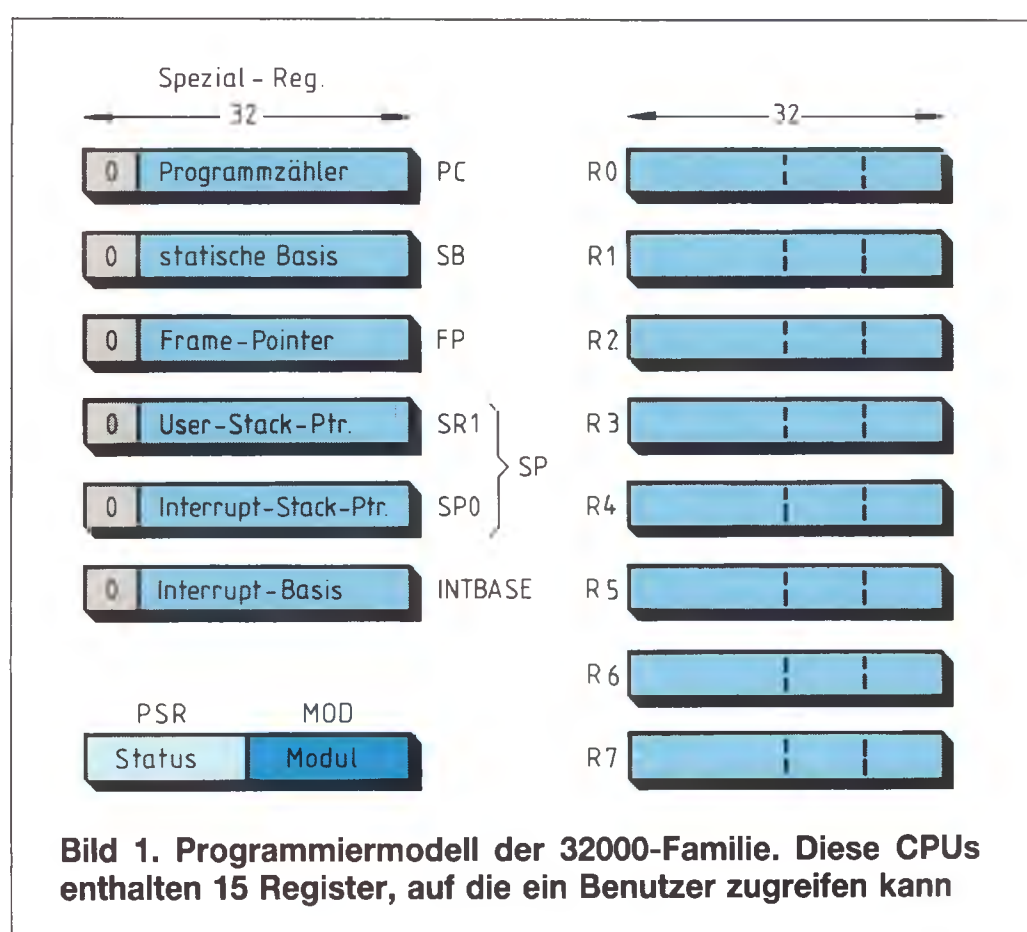 Spezial-Reg.
32
0 Programmzähler PC
0 statische Basis SB
0 Frame-Pointer FP
0 User-Stack-Ptr. SR1
SP
0 Interrupt-Stack-Ptr. SP0
0 Interrupt-Basis INTBASE
PSR MOD
Status Modul
32
R0
R1
R2
R3
R4
R5
R6
R7
Bild 1. Programmiermodell der 32000-Familie. Diese CPUs
enthalten 15 Register, auf die ein Benutzer zugreifen kann